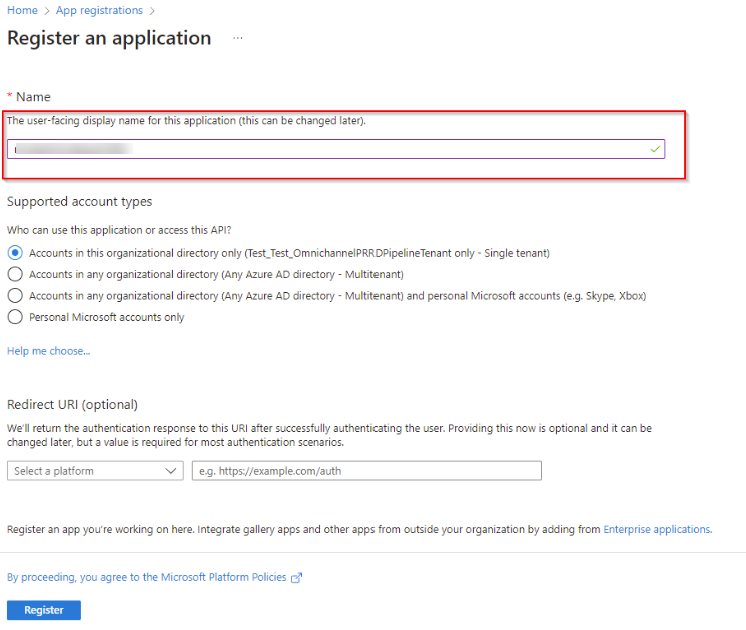 Home > App registrations >
Register an application ...
* Name
The user-facing display name for this application (this can be changed later).
Supported account types
Who can use this application or access this API?
Accounts in this organizational directory only (Test_Test_OmnichannelPRR:DPipelineTenant only - Single tenant)
Accounts in any organizational directory (Any Azure AD directory - Multitenant)
Accounts in any organizational directory (Any Azure AD directory - Multitenant) and personal Microsoft accounts (e.g. Skype, Xbox)
Personal Microsoft accounts only
Help me choose...
Redirect URI (optional)
We'll return the authentication response to this URI after successfully authenticating the user. Providing this now is optional and it can be
changed later, but a value is required for most authentication scenarios.
Select a platform
e.g. https://example.com/auth
Register an app you're working on here. Integrate gallery apps and other apps from outside your organization by adding from Enterprise applications.
By proceeding, you agree to the Microsoft Platform Policies
Register